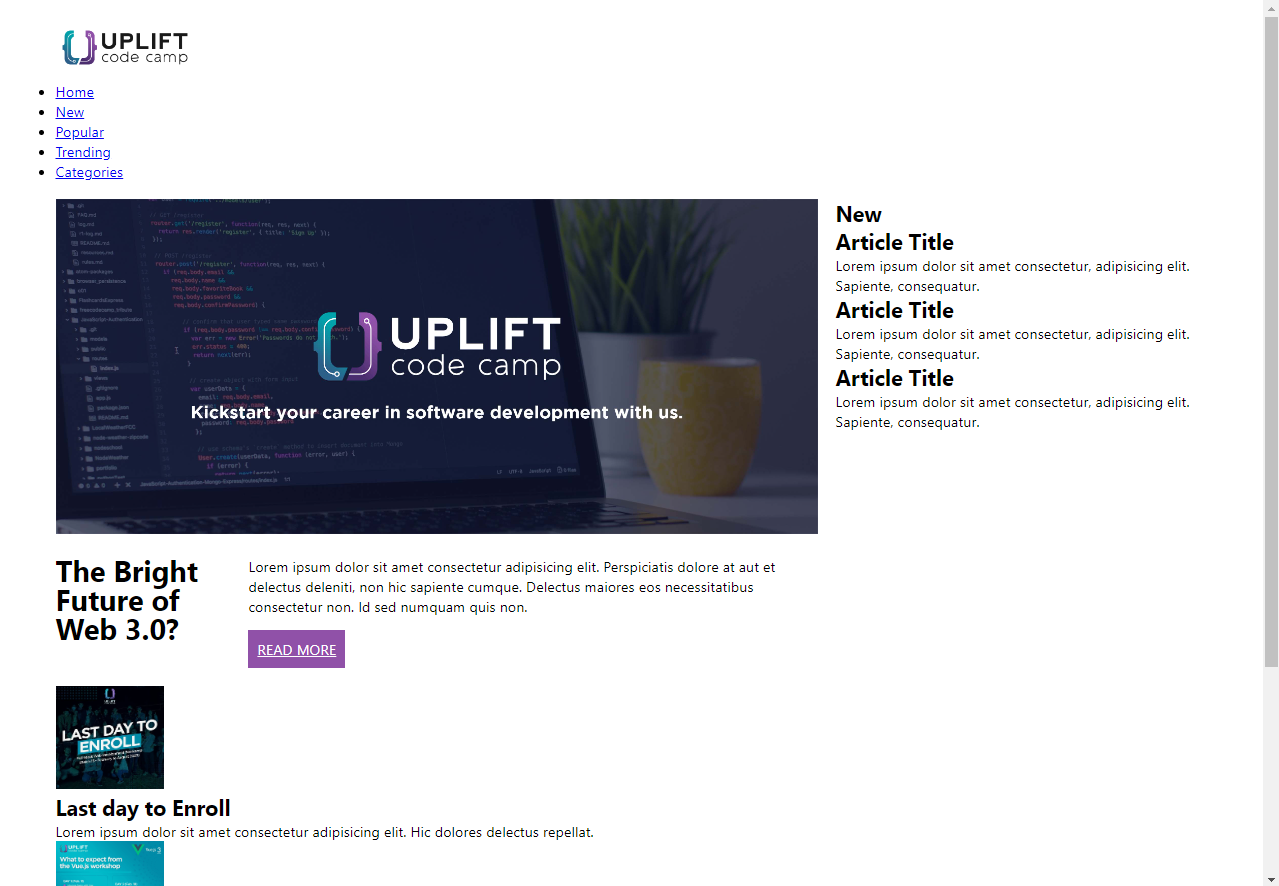 UPLIFT
code camp
Home
New
Popular
Trending
Categories
UPLIFT
code camp
Kickstart your career in software development with us.
New
Article Title
Lorem ipsum dolor sit amet consectetur, adipisicing elit.
Sapiente, consequatur.
Article Title
Lorem ipsum dolor sit amet consectetur, adipisicing elit.
Sapiente, consequatur.
Article Title
Lorem ipsum dolor sit amet consectetur, adipisicing elit.
Sapiente, consequatur.
The Bright
Future of
Web 3.0?
Lorem ipsum dolor sit amet consectetur adipisicing elit. Perspiciatis dolore at aut et
delectus deleniti, non hic sapiente cumque. Delectus maiores eos necessitatibus
consectetur non. Id sed numquam quis non.
READ MORE
LAST DAY TO
ENROLL
Last day to Enroll
Lorem ipsum dolor sit amet consectetur adipisicing elit. Hic dolores delectus repellat.
UPLIFT
What to expect from
the Vue.js workshop